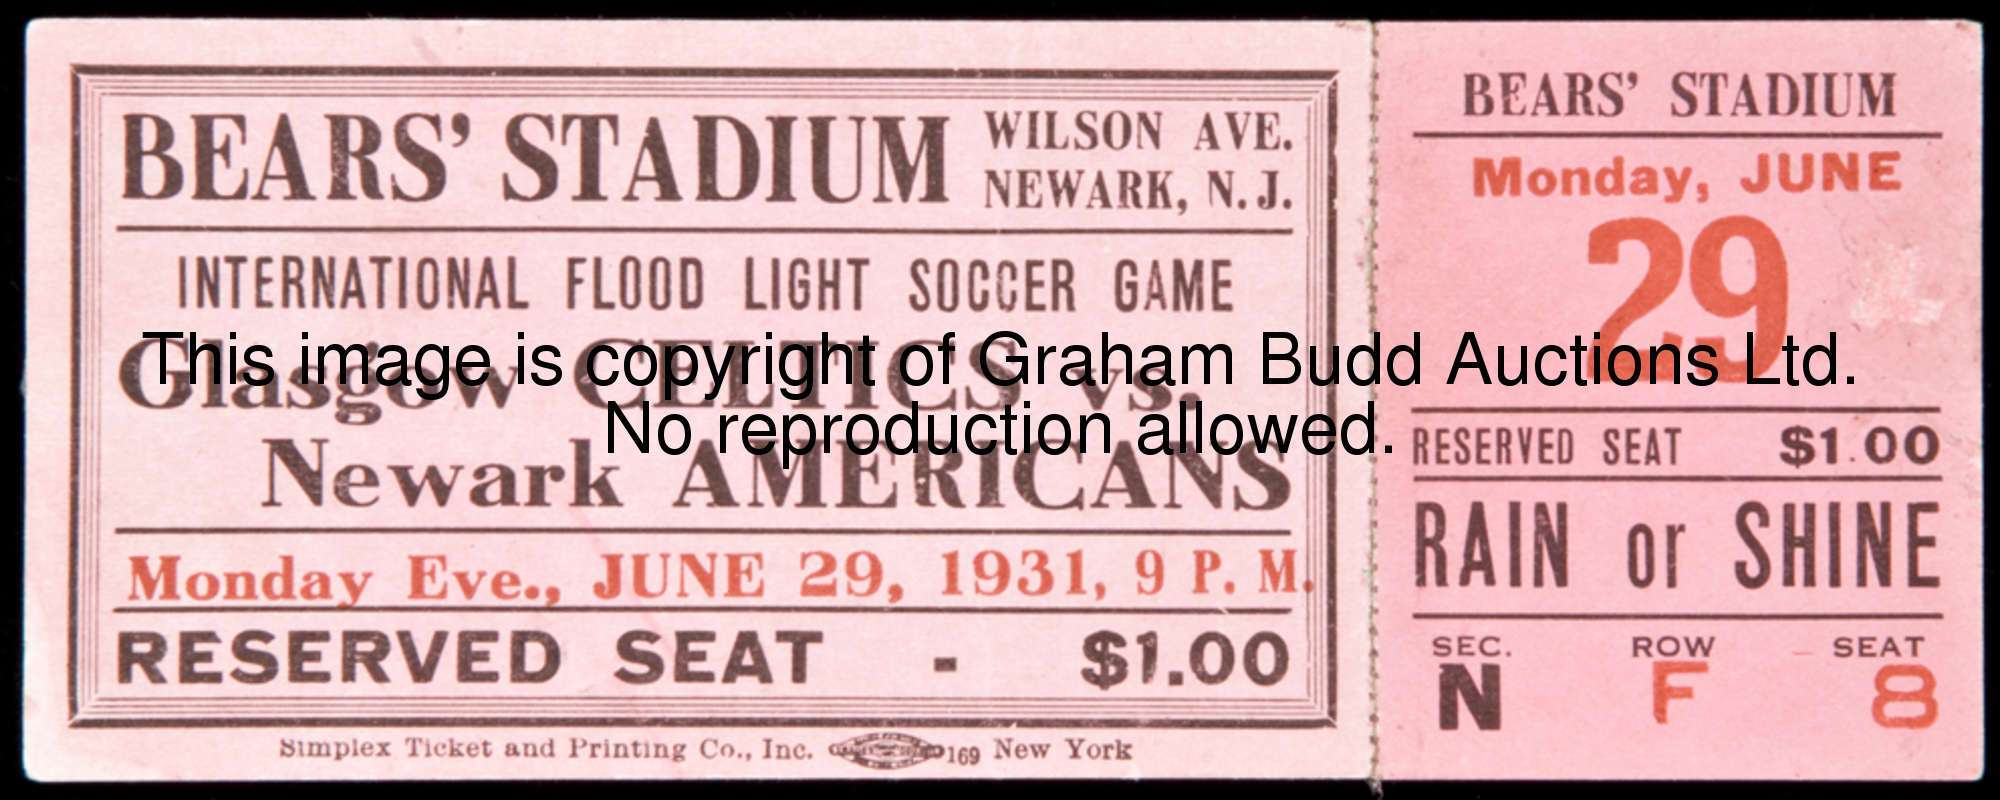 BEARS' STADIUM
WILSON AVE.
NEWARK, N. J.
INTERNATIONAL FLOOD LIGHT SOCCER GAME
Glasgow CELTICS vs.
Newark AMERICANS
Monday Eve., JUNE 29, 1931, 9 P. M.
RESERVED SEAT - $1.00
Simplex Ticket and Printing Co., Inc. 169 New York
BEARS' STADIUM
Monday, JUNE
29
RESERVED SEAT $1.00
RAIN or SHINE
SEC. ROW SEAT
N F 8
This image is copyright of Graham Budd Auctions Ltd.
No reproduction allowed.